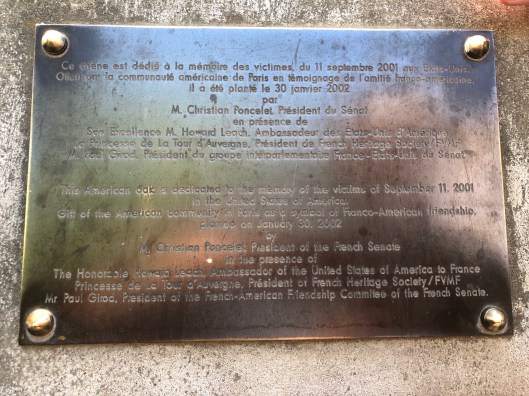 Ce chêne est dédié à la mémoire des victimes, du 11 septembre 2001 aux Etats-Unis.
Offert par la communauté américaine de Paris en témoignage de l'amitié franco-américaine,
il a été planté le 30 janvier 2002
par
M. Christian Poncelet, Président du Sénat
en présence de
Son Excellence M. Howard Leach, Ambassadeur des Etats-Unis d'Amérique
La Princesse de La Tour d'Auvergne, Président de French Heritage Society/FVMF
M. Paul Girod, Président du groupe interparlementaire France-Etats-Unis du Sénat
This American oak is dedicated to the memory of the victims of September 11, 2001
in the United States of America.
Gift of the American community in Paris as a symbol of Franco-American friendship,
planted on January 30, 2002
by
M. Christian Poncelet, President of the French Senate
in the presence of
The Honorable Howard Leach, Ambassador of the United States of America to France
Princesse de La Tour d'Auvergne, Président of French Heritage Society/FVMF
Mr Paul Girod, President of the French-American Friendship Committee of the French Senate.